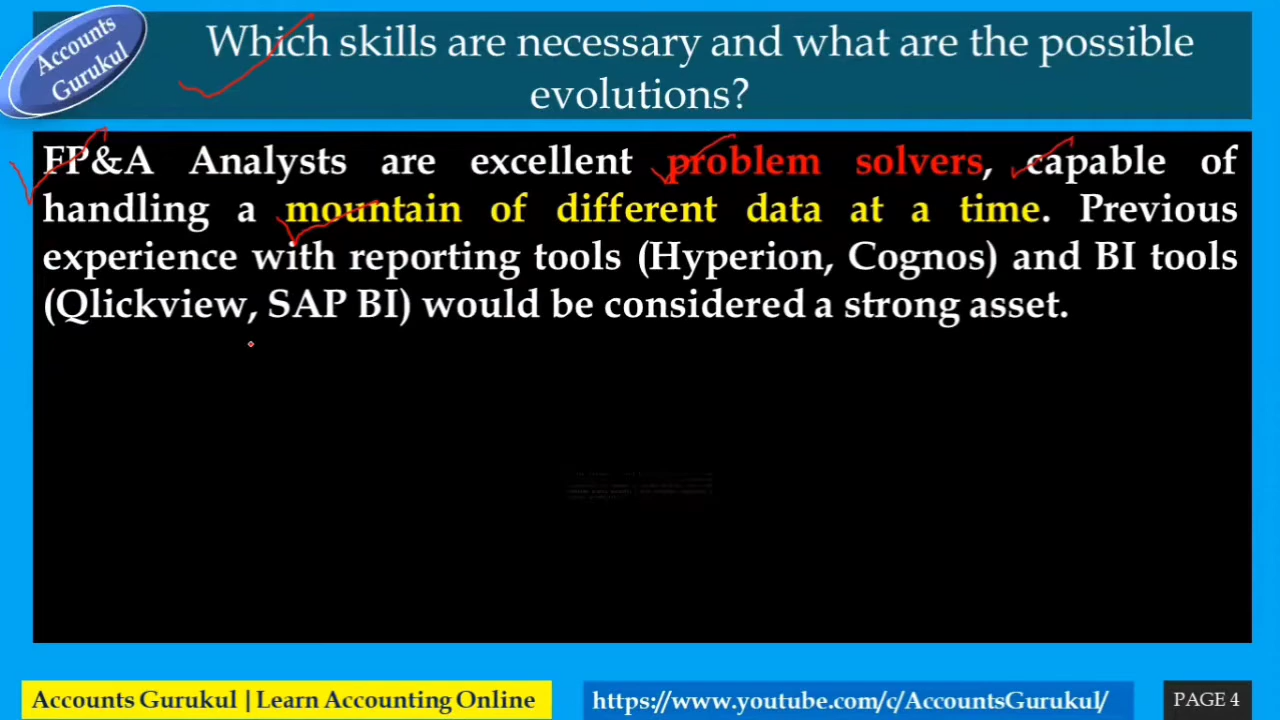 Accounts
Gurukul
Which skills are necessary and what are the possible
evolutions?
FP&A Analysts are excellent problem solvers, capable of
handling a mountain of different data at a time. Previous
experience with reporting tools (Hyperion, Cognos) and BI tools
(Qlickview, SAP BI) would be considered a strong asset.
Accounts Gurukul | Learn Accounting Online
https://www.youtube.com/c/AccountsGurukul/
PAGE 4